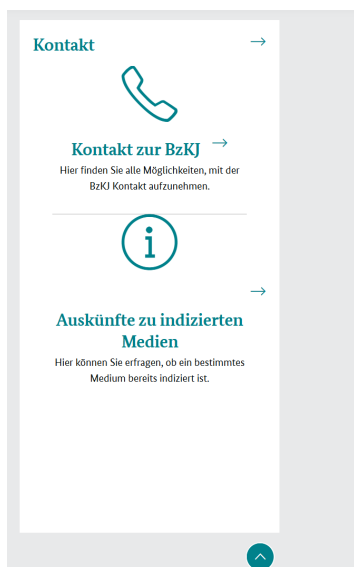 Kontakt
Kontakt zur BzKJ
Hier finden Sie alle Möglichkeiten, mit der
BzKJ Kontakt aufzunehmen.
Auskünfte zu indizierten
Medien
Hier können Sie erfragen, ob ein bestimmtes
Medium bereits indiziert ist.